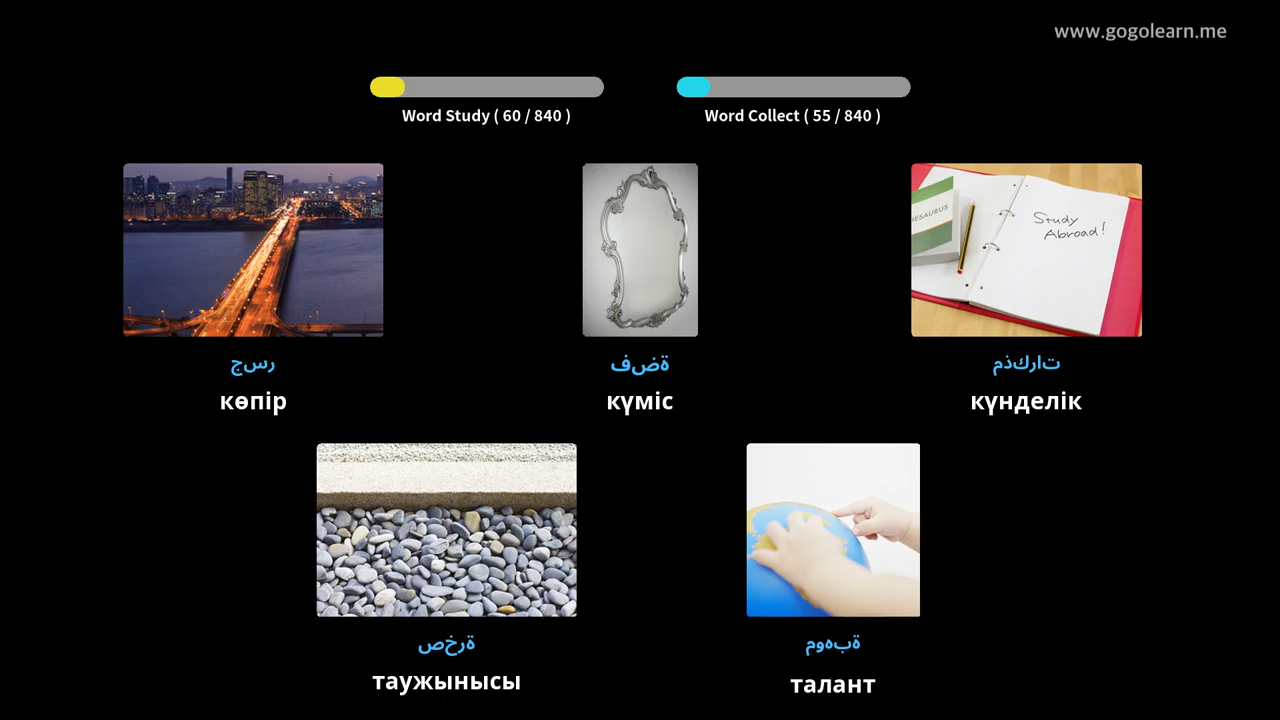 www.gogolearn.me
Word Study ( 60 / 840 )
Word Collect ( 55 / 840 )
جسر
көпір
فضة
күміс
مذكرات
күнделік
THESAURUS
Study
Abroad!
صخرة
таужынысы
موهبة
талант